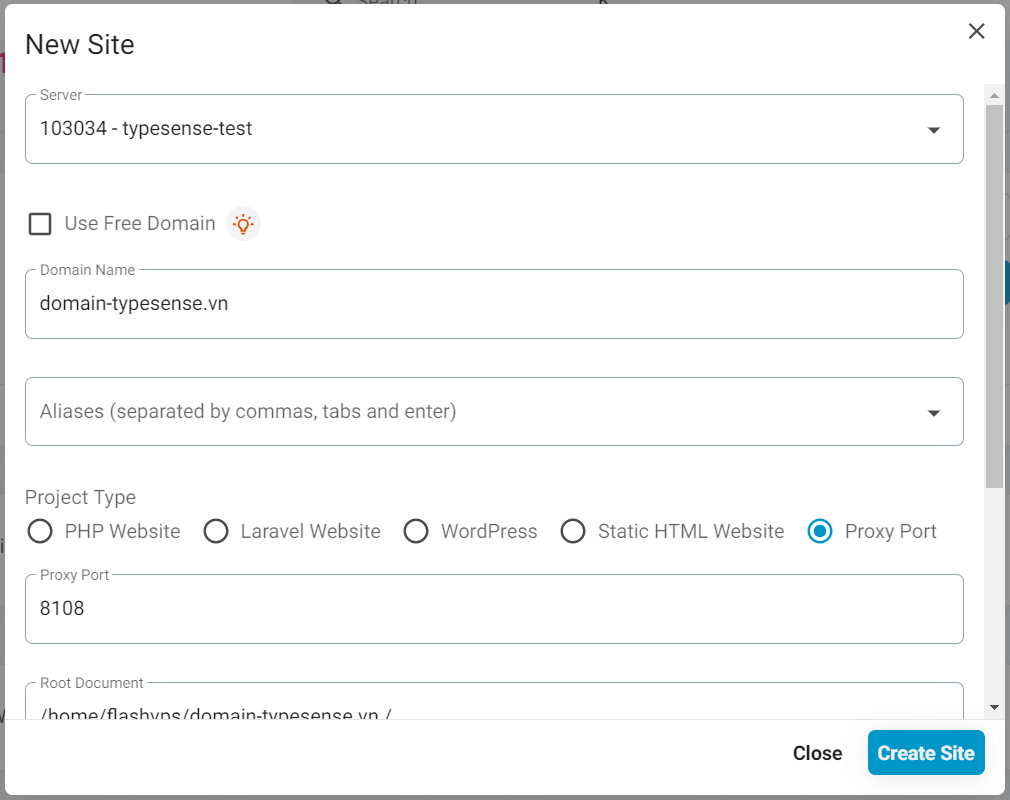 Search
New Site
Server
103034 - typesense-test
Use Free Domain
Domain Name
domain-typesense.vn
Aliases (separated by commas, tabs and enter)
Project Type
PHP Website Laravel Website WordPress Static HTML Website Proxy Port
Proxy Port
8108
Root Document
/home/flashvps/domain-typesense.vn /
Close Create Site